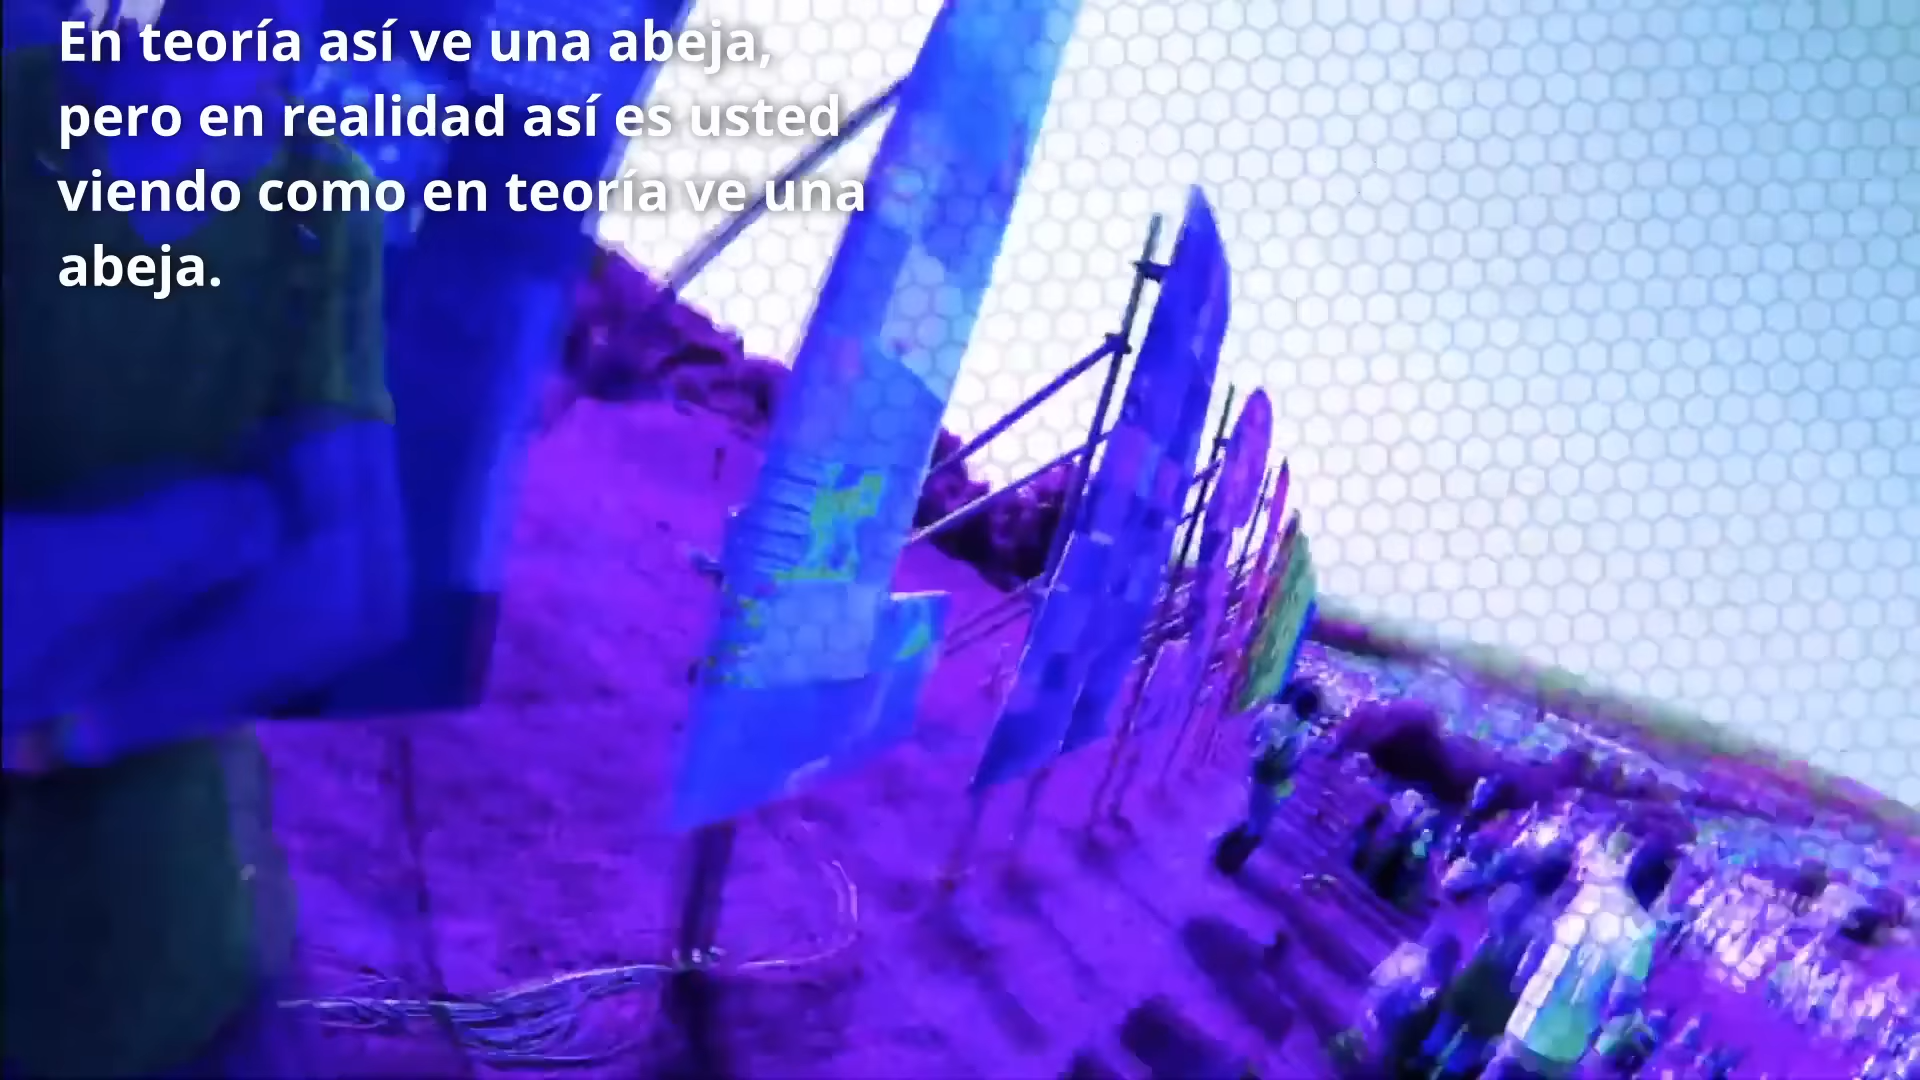 En teoría así ve una abeja,
pero en realidad así es usted
viendo como en teoría ve una
abeja.